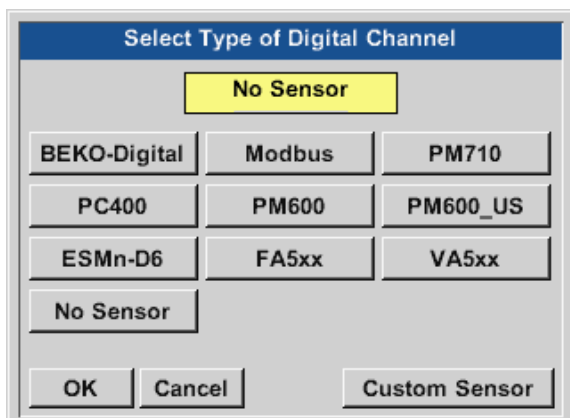 Select Type of Digital Channel
No Sensor
BEKO-Digital Modbus PM710
PC400 PM600 PM600_US
ESMn-D6 FA5xx VA5xx
No Sensor
OK Cancel Custom Sensor